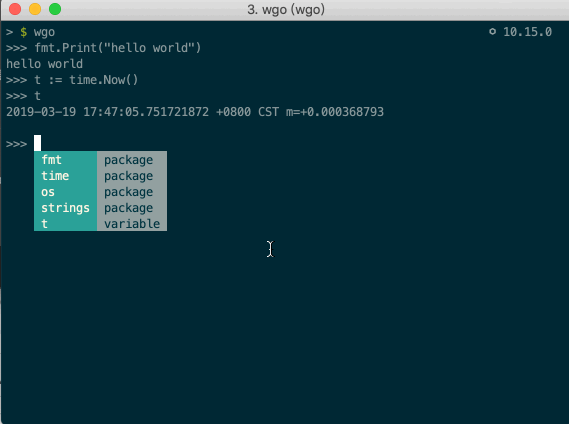 3. wgo (wgo)
> $ wgo 10.15.0
>>> fmt.Print("hello world")
hello world
>>> t := time.Now()
>>> t
2019-03-19 17:47:05.751721872 +0800 CST m=+0.000368793
>>>
fmt package
time package
os package
strings package
t variable